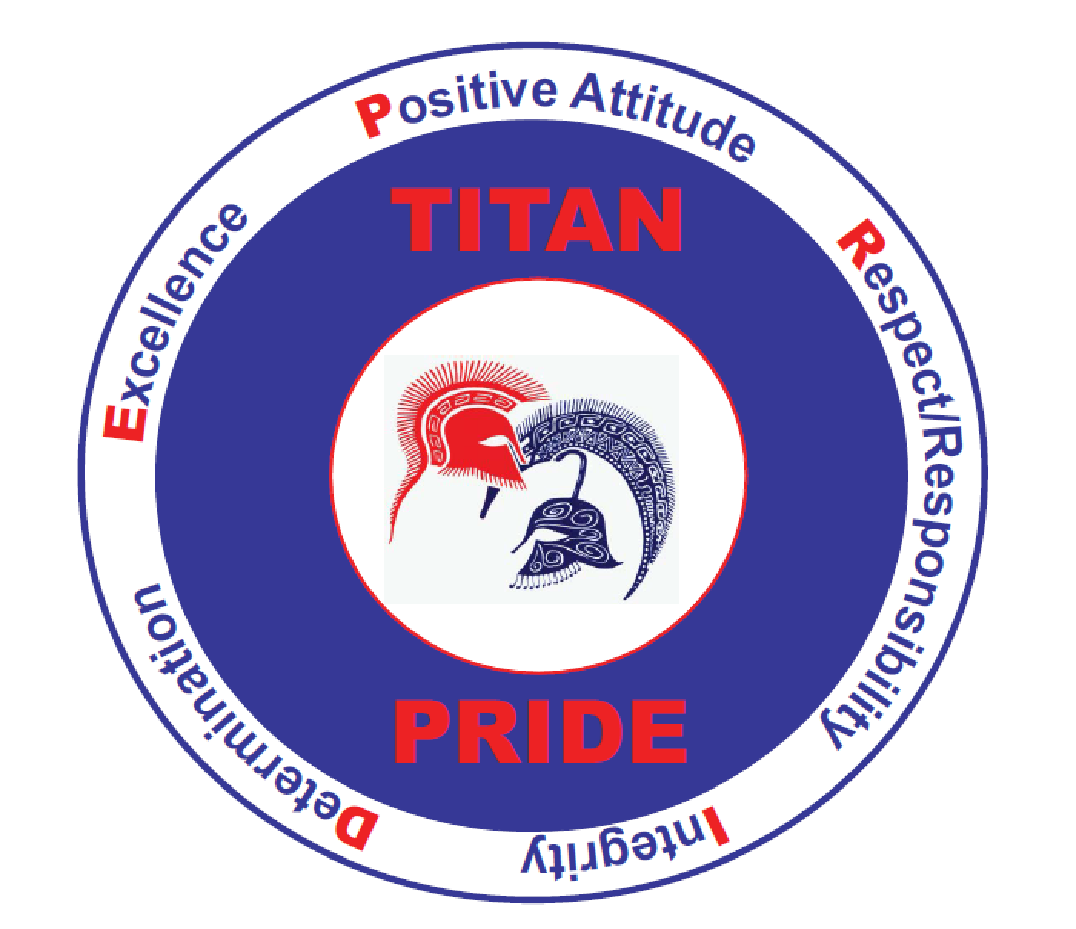 Positive Attitude
Respect/Responsibility
Integrity
Determination
Excellence
TITAN
PRIDE